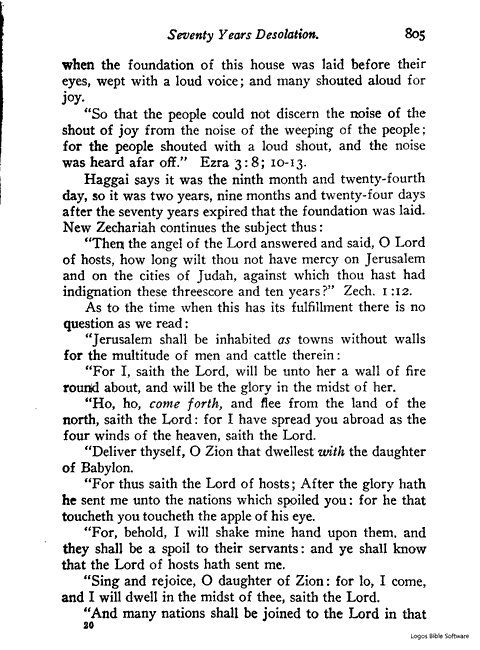 Seventy Years Desolation. 805
when the foundation of this house was laid before their
eyes, wept with a loud voice; and many shouted aloud for
joy.
"So that the people could not discern the noise of the
shout of joy from the noise of the weeping of the people;
for the people shouted with a loud shout, and the noise
was heard afar off." Ezra 3:8; 10-13.
Haggai says it was the ninth month and twenty-fourth
day, so it was two years, nine months and twenty-four days
after the seventy years expired that the foundation was laid.
New Zechariah continues the subject thus:
"Then the angel of the Lord answered and said, O Lord
of hosts, how long wilt thou not have mercy on Jerusalem
and on the cities of Judah, against which thou hast had
indignation these threescore and ten years?" Zech. 1:12.
As to the time when this has its fulfillment there is no
question as we read:
"Jerusalem shall be inhabited as towns without walls
for the multitude of men and cattle therein:
"For I, saith the Lord, will be unto her a wall of fire
round about, and will be the glory in the midst of her.
"Ho, ho, come forth, and flee from the land of the
north, saith the Lord: for I have spread you abroad as the
four winds of the heaven, saith the Lord.
"Deliver thyself, O Zion that dwellest with the daughter
of Babylon.
"For thus saith the Lord of hosts; After the glory hath
he sent me unto the nations which spoiled you: for he that
toucheth you toucheth the apple of his eye.
"For, behold, I will shake mine hand upon them. and
they shall be a spoil to their servants: and ye shall know
that the Lord of hosts hath sent me.
"Sing and rejoice, O daughter of Zion: for lo, I come,
and I will dwell in the midst of thee, saith the Lord.
"And many nations shall be joined to the Lord in that
20
Logos Bible Software